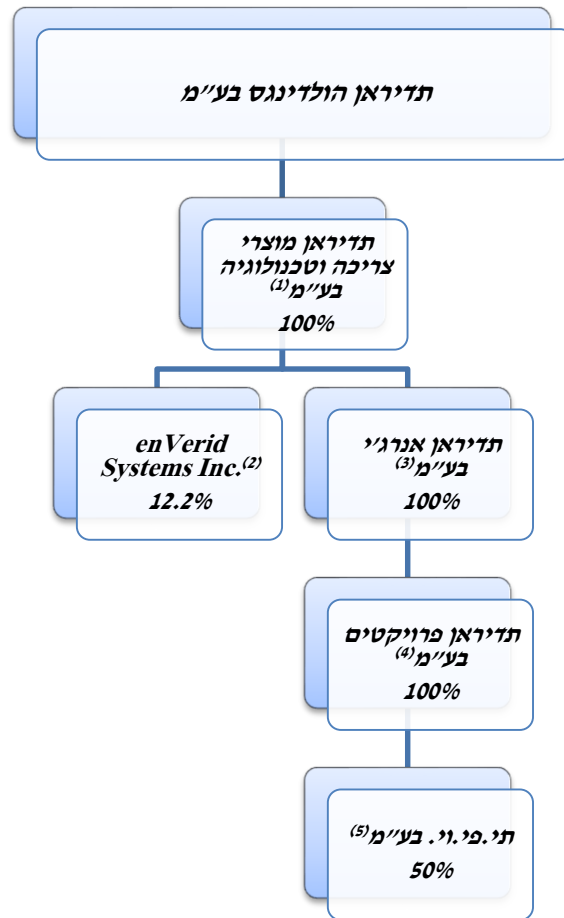 תדיראן הולדינגס בע״מ
תדיראן מוצרי
צריכה וטכנולוגיה
בע״מ(1)
100%
תדיראן אנרג׳י
בע״מ(3)
100%
enVerid
Systems Inc.(2)
12.2%
תדיראן פרויקטים
בע״מ(4)
100%
תי.פי.וי. בע״מ(5)
50%